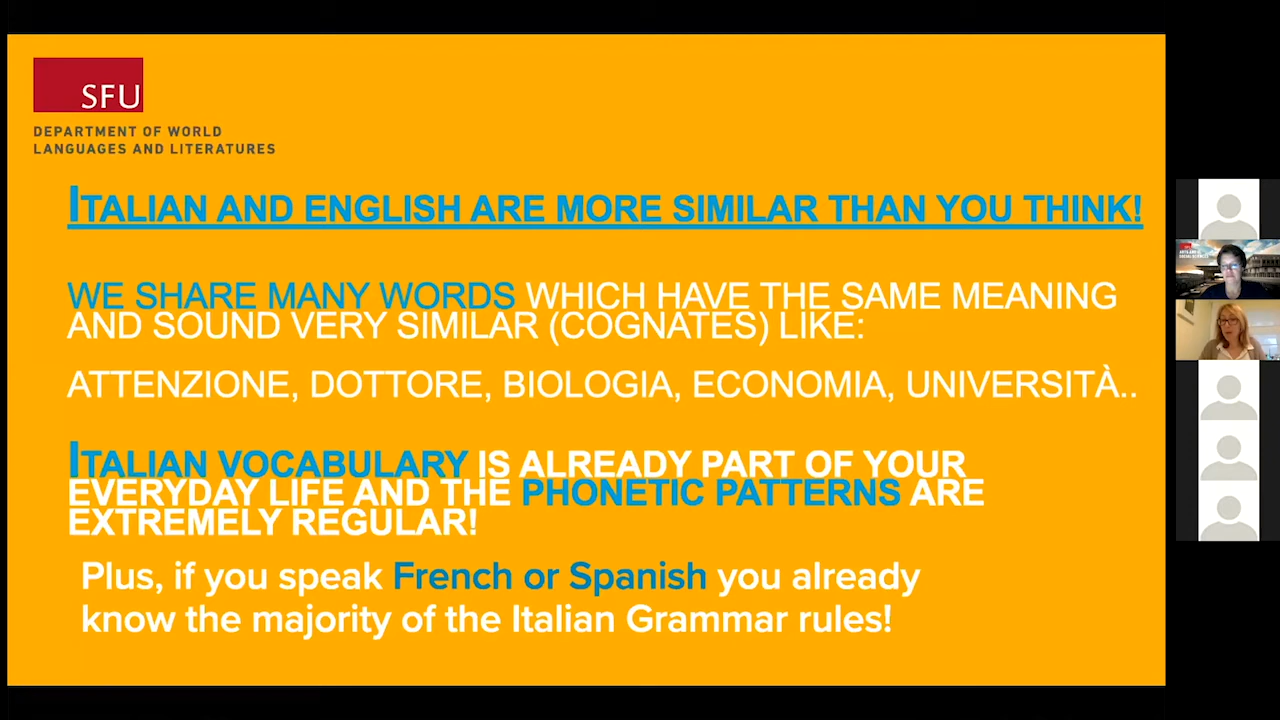 SFU
DEPARTMENT OF WORLD
LANGUAGES AND LITERATURES
ITALIAN AND ENGLISH ARE MORE SIMILAR THAN YOU THINK!
WE SHARE MANY WORDS WHICH HAVE THE SAME MEANING
AND SOUND VERY SIMILAR (COGNATES) LIKE:
ATTENZIONE, DOTTORE, BIOLOGIA, ECONOMIA, UNIVERSITÀ..
ITALIAN VOCABULARY IS ALREADY PART OF YOUR
EVERYDAY LIFE AND THE PHONETIC PATTERNS ARE
EXTREMELY REGULAR!
Plus, if you speak French or Spanish you already
know the majority of the Italian Grammar rules!